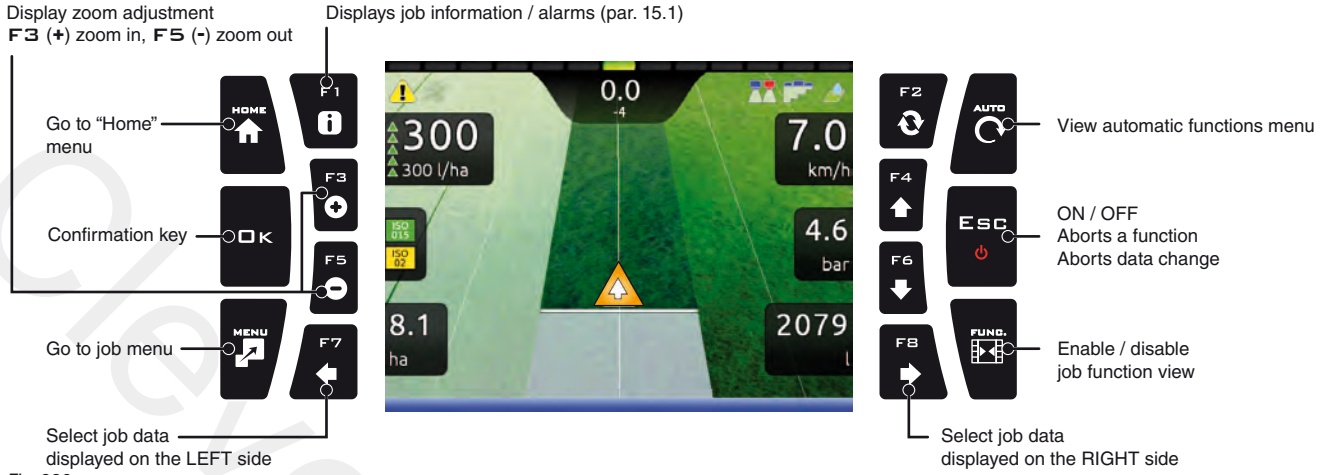 Display zoom adjustment
F3 (+) zoom in, F5 (-) zoom out
Displays job information / alarms (par. 15.1)
HOME
F1
i
Go to “Home”
menu
F3
OK
Confirmation key
F5
MENU
Go to job menu
F7
Select job data
displayed on the LEFT side
0.0
-4
300
300 l/ha
ISO
015
ISO
02
8.1
ha
7.0
km/h
4.6
bar
2079
l
F2
AUTO
View automatic functions menu
F4
ESC
ON / OFF
Aborts a function
Aborts data change
F6
FUNC.
F8
Enable / disable
job function view
Select job data
displayed on the RIGHT side